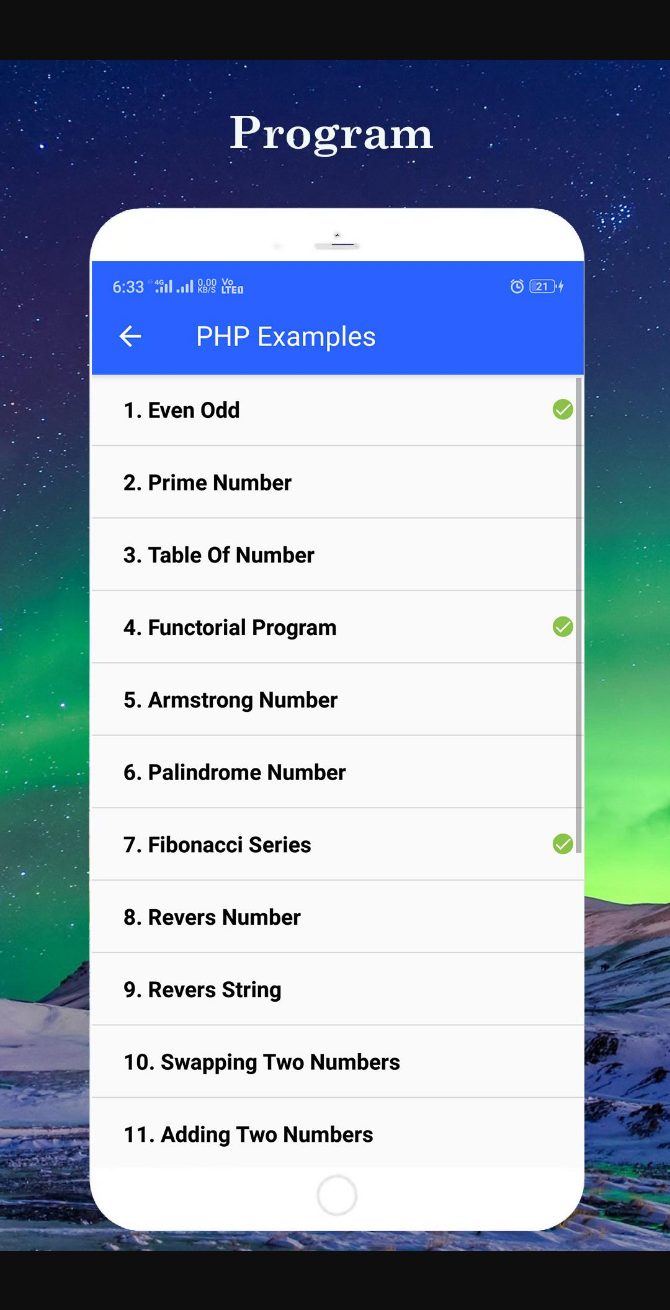 Program
6:33 4G 0.00 KB/S Vo LTE 21
PHP Examples
1. Even Odd
2. Prime Number
3. Table Of Number
4. Functorial Program
5. Armstrong Number
6. Palindrome Number
7. Fibonacci Series
8. Revers Number
9. Revers String
10. Swapping Two Numbers
11. Adding Two Numbers